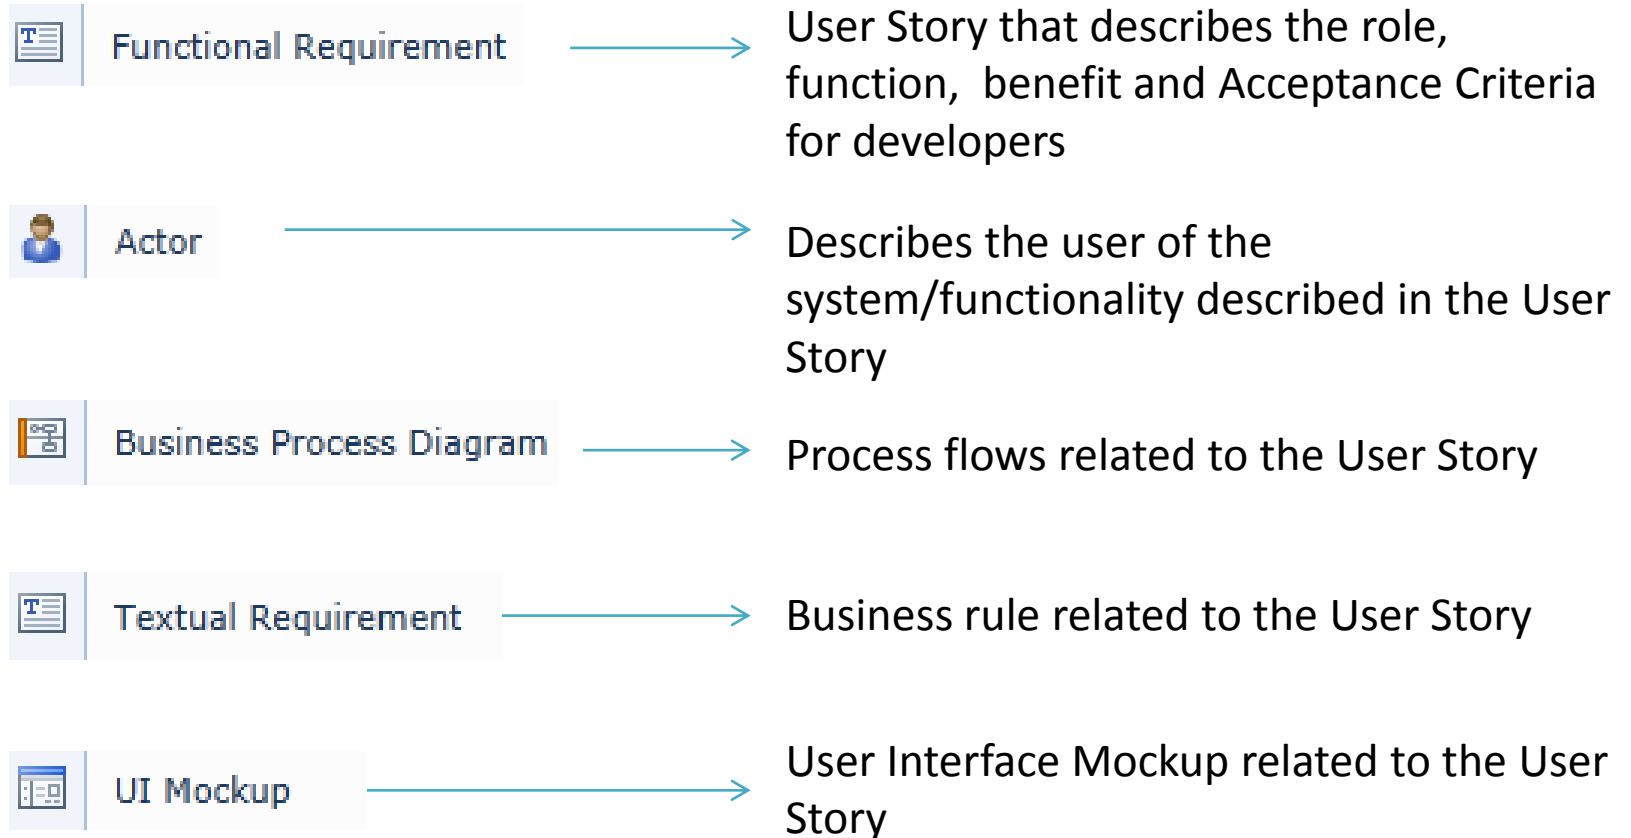 Functional Requirement
User Story that describes the role,
function, benefit and Acceptance Criteria
for developers
Actor
Describes the user of the
system/functionality described in the User
Story
Business Process Diagram
Process flows related to the User Story
Textual Requirement
Business rule related to the User Story
UI Mockup
User Interface Mockup related to the User
Story